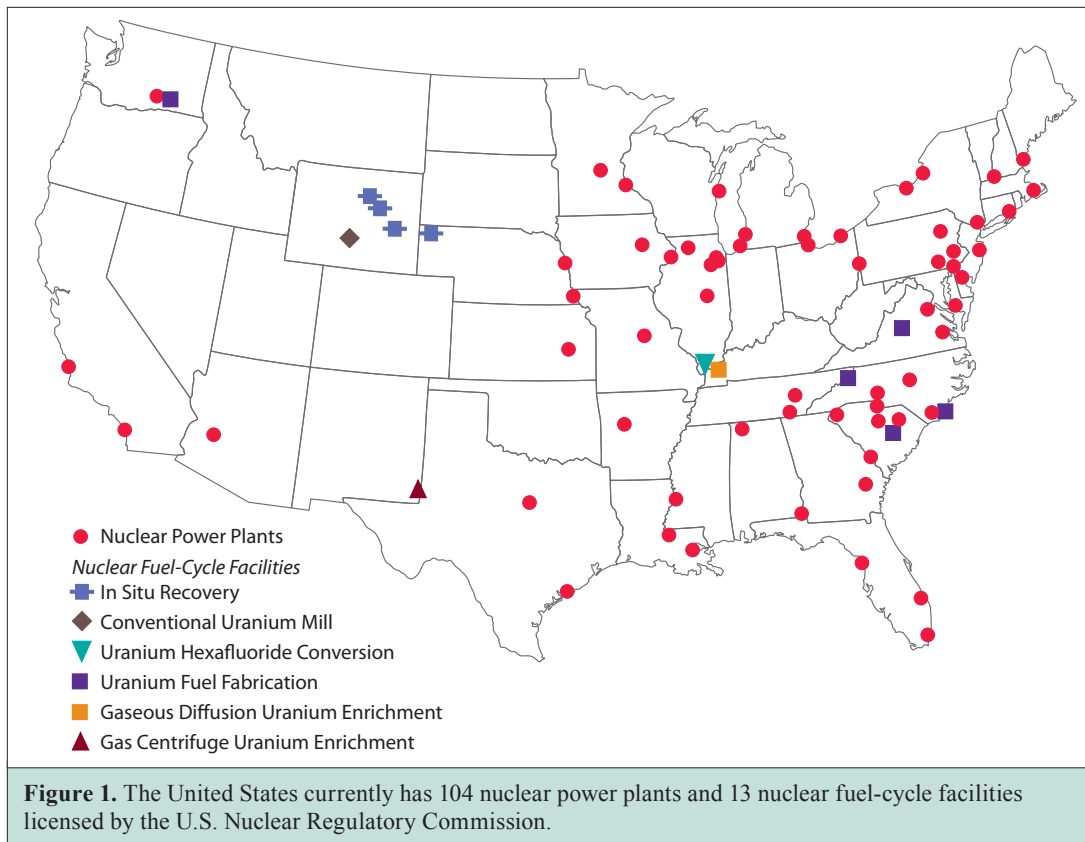 Nuclear Power Plants
Nuclear Fuel-Cycle Facilities
In Situ Recovery
Conventional Uranium Mill
Uranium Hexafluoride Conversion
Uranium Fuel Fabrication
Gaseous Diffusion Uranium Enrichment
Gas Centrifuge Uranium Enrichment
Figure 1. The United States currently has 104 nuclear power plants and 13 nuclear fuel-cycle facilities
licensed by the U.S. Nuclear Regulatory Commission.